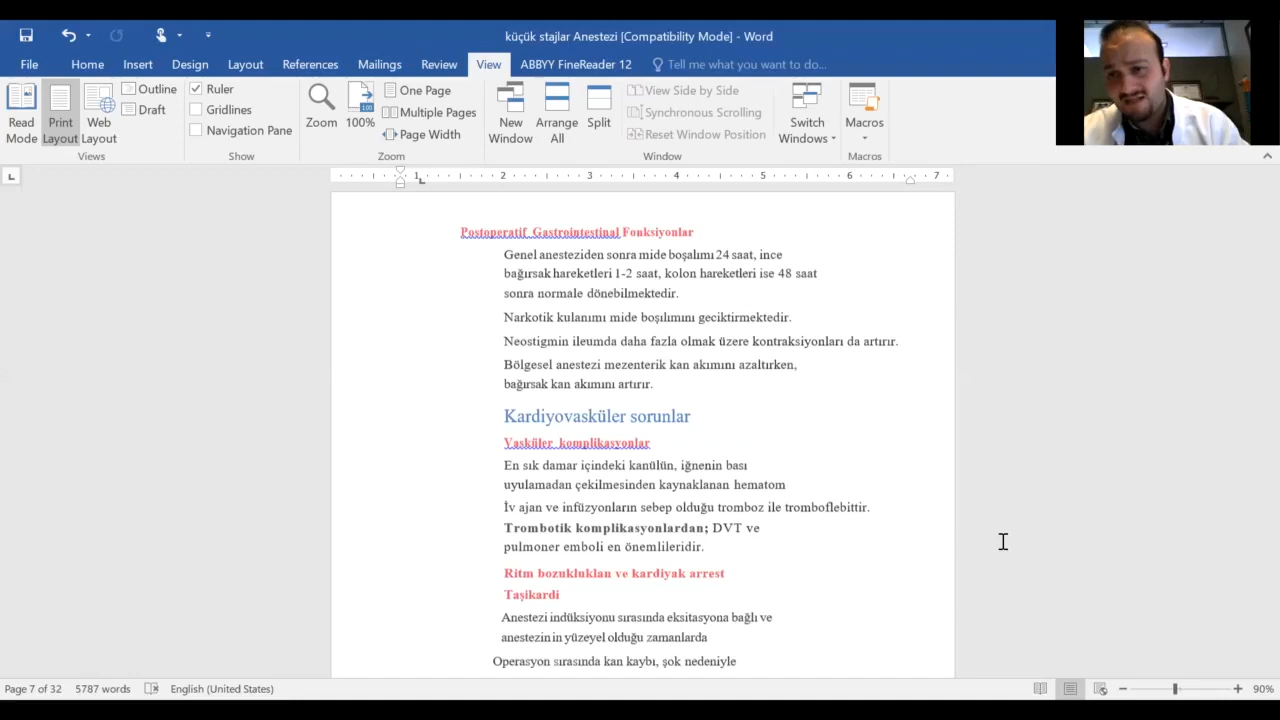 küçük stajlar Anestezi [Compatibility Mode] - Word
File Home Insert Design Layout References Mailings Review View ABBYY FineReader 12 Tell me what you want to do...
Read Mode
Print Layout
Web Layout
Outline
Draft
Views
Ruler
Gridlines
Navigation Pane
Show
Zoom
100%
One Page
Multiple Pages
Page Width
Zoom
New Window
Arrange All
Split
View Side by Side
Synchronous Scrolling
Reset Window Position
Window
Switch Windows
Macros
Macros
1 2 3 4 5 6 7
Postoperatif Gastrointestinal Fonksiyonlar
Genel anesteziden sonra mide boşalımı 24 saat, ince
bağırsak hareketleri 1-2 saat, kolon hareketleri ise 48 saat
sonra normale dönebilmektedir.
Narkotik kulanımı mide boşılımını geciktirmektedir.
Neostigmin ileumda daha fazla olmak üzere kontraksiyonları da artırır.
Bölgesel anestezi mezenterik kan akımını azaltırken,
bağırsak kan akımını artırır.
Kardiyovasküler sorunlar
Vasküler komplikasyonlar
En sık damar içindeki kanülün, iğnenin bası
uyulamadan çekilmesinden kaynaklanan hematom
İv ajan ve infüzyonların sebep olduğu tromboz ile tromboflebittir.
Trombotik komplikasyonlardan; DVT ve
pulmoner emboli en önemlileridir.
Ritm bozukluklan ve kardiyak arrest
Taşikardi
Anestezi indüksiyonu sırasında eksitasyona bağlı ve
anestezinin yüzeyel olduğu zamanlarda
Operasyon sırasında kan kaybı, şok nedeniyle
Page 7 of 32 5787 words English (United States) 90%